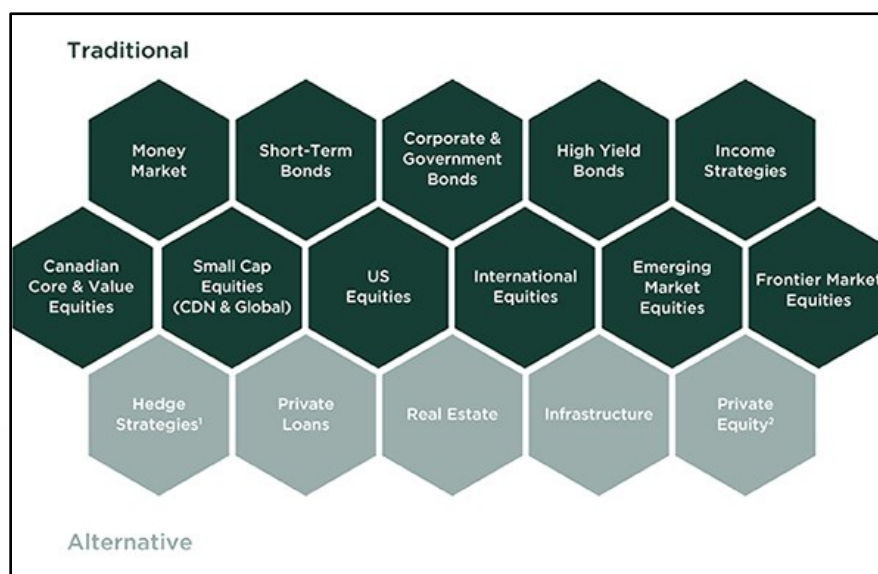 Traditional
Money
Market
Short-Term
Bonds
Corporate &
Government
Bonds
High Yield
Bonds
Income
Strategies
Canadian
Core & Value
Equities
Small Cap
Equities
(CDN & Global)
US
Equities
International
Equities
Emerging
Market
Equities
Frontier Market
Equities
Hedge
Strategies¹
Private
Loans
Real Estate
Infrastructure
Private
Equity²
Alternative